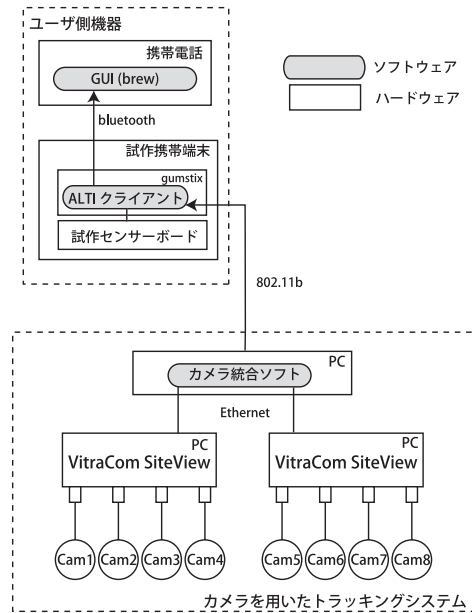 ユーザ側機器
携帯電話
GUI (brew)
bluetooth
試作携帯端末
gumstix
ALTI クライアント
試作センサーボード
ソフトウェア
ハードウェア
802.11b
PC
カメラ統合ソフト
Ethernet
PC
VitraCom SiteView
PC
VitraCom SiteView
Cam1
Cam2
Cam3
Cam4
Cam5
Cam6
Cam7
Cam8
カメラを用いたトラッキングシステム